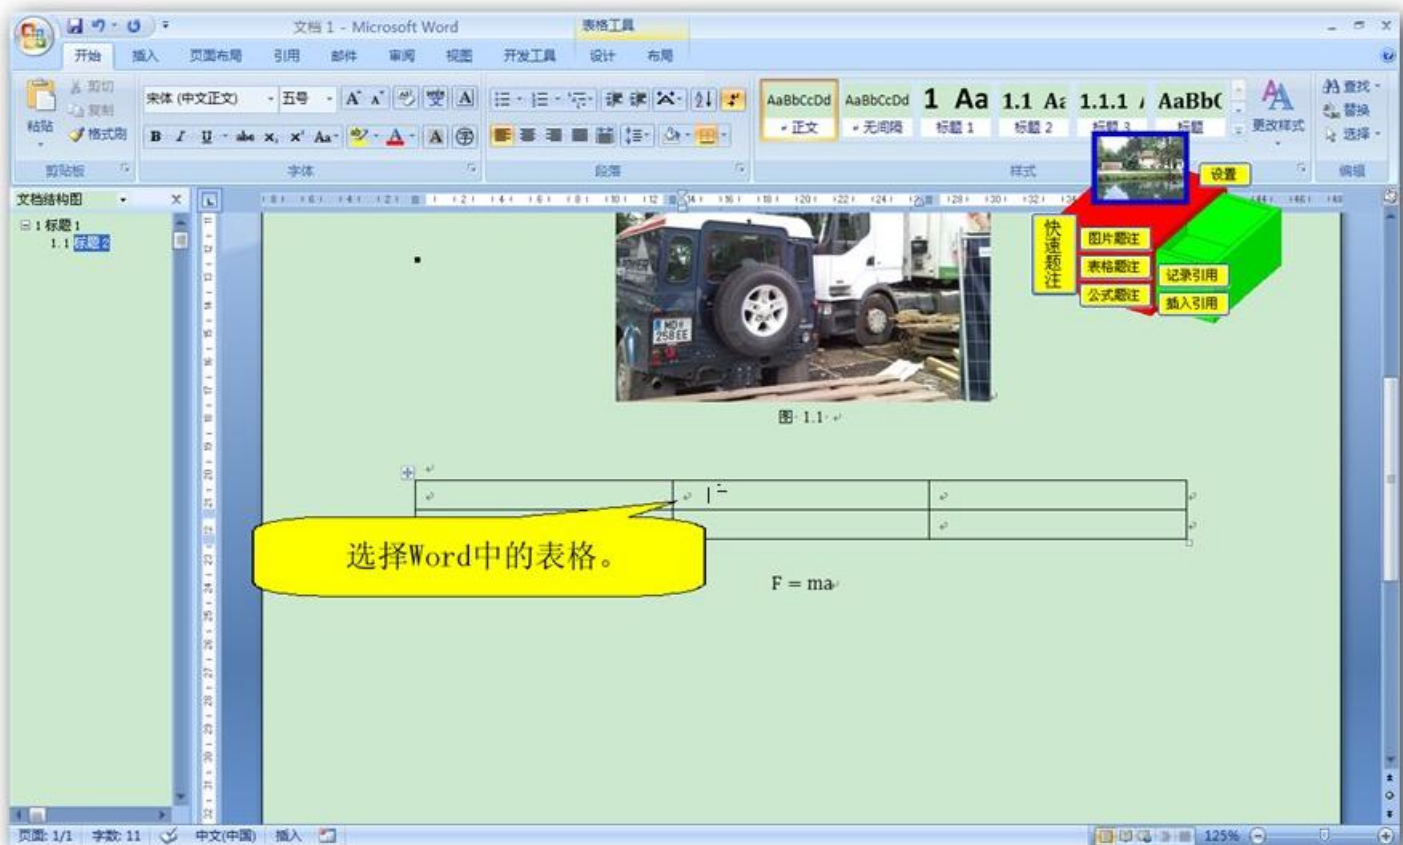 文档 1 - Microsoft Word
表格工具
开始 插入 页面布局 引用 邮件 审阅 视图 开发工具 设计 布局
剪切
复制
格式刷
粘贴
剪贴板
宋体 (中文正文) 五号
B I U abc x₂ x² Aa
字体
段落
AaBbCcDd AaBbCcDd 1 Aa 1.1 Aa 1.1.1 AaBb(
正文 无间隔 标题 1 标题 2 标题 3 标题
更改样式
样式
查找
替换
选择
编辑
设置
快速题注
图片题注
表格题注
公式题注
记录引用
插入引用
文档结构图
1 标题 1
1.1 标题 2
258EE
图 1.1
选择Word中的表格。
F = ma
页面: 1/1 字数: 11 中文(中国) 插入 125%